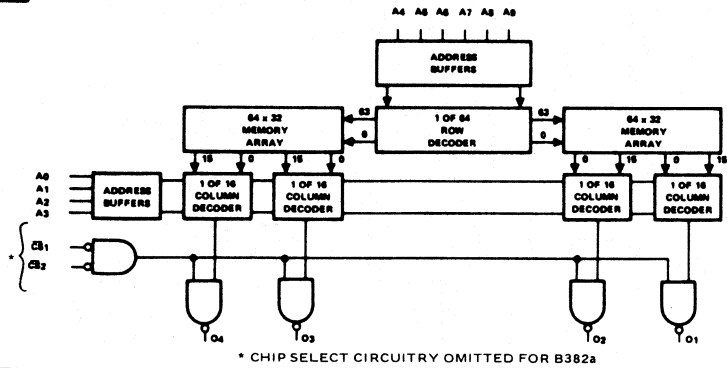 A4 A5 A6 A7 A8 A9
ADDRESS
BUFFERS
64 x 32
MEMORY
ARRAY
63
0
1 OF 64
ROW
DECODER
63
0
64 x 32
MEMORY
ARRAY
15 0 15 0
0 15 0 15
A0
A1
A2
A3
ADDRESS
BUFFERS
1 OF 16
COLUMN
DECODER
1 OF 16
COLUMN
DECODER
1 OF 16
COLUMN
DECODER
1 OF 16
COLUMN
DECODER
*
C̅S̅1
C̅S̅2
O4
O3
O2
O1
* CHIP SELECT CIRCUITRY OMITTED FOR B382a